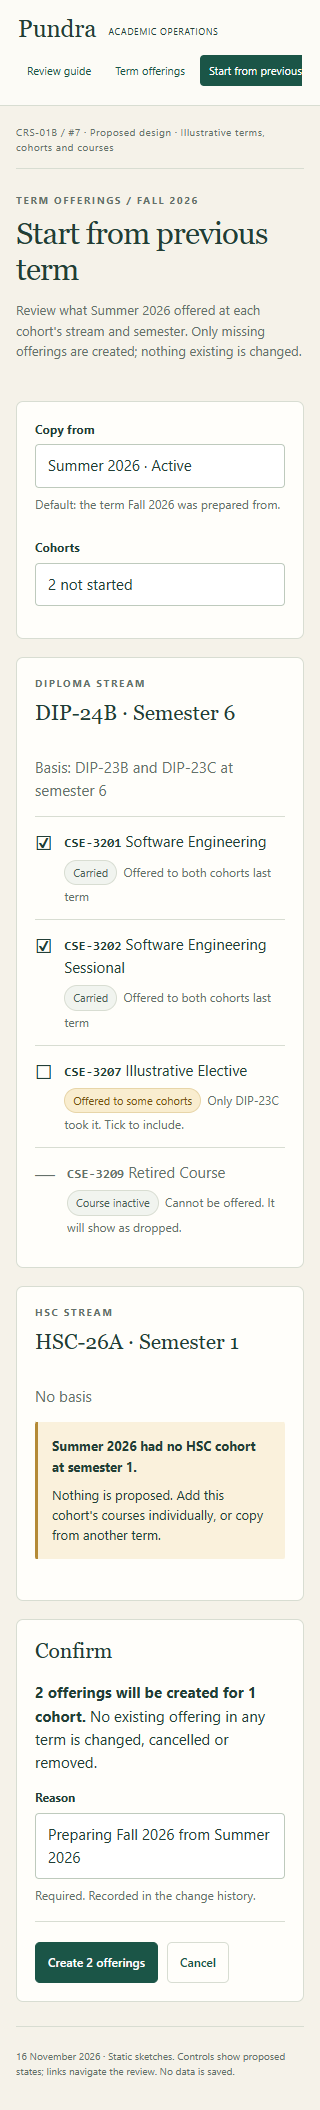 Pundra ACADEMIC OPERATIONS
Review guide Term offerings Start from previous
CRS-01B / #7 · Proposed design · Illustrative terms,
cohorts and courses
TERM OFFERINGS / FALL 2026
Start from previous
term
Review what Summer 2026 offered at each
cohort's stream and semester. Only missing
offerings are created; nothing existing is changed.
Copy from
Summer 2026 · Active
Default: the term Fall 2026 was prepared from.
Cohorts
2 not started
DIPLOMA STREAM
DIP-24B · Semester 6
Basis: DIP-23B and DIP-23C at
semester 6
CSE-3201 Software Engineering
Carried Offered to both cohorts last
term
CSE-3202 Software Engineering
Sessional
Carried Offered to both cohorts last
term
CSE-3207 Illustrative Elective
Offered to some cohorts Only DIP-23C
took it. Tick to include.
— CSE-3209 Retired Course
Course inactive Cannot be offered. It
will show as dropped.
HSC STREAM
HSC-26A · Semester 1
No basis
Summer 2026 had no HSC cohort
at semester 1.
Nothing is proposed. Add this
cohort's courses individually, or copy
from another term.
Confirm
2 offerings will be created for 1
cohort. No existing offering in any
term is changed, cancelled or
removed.
Reason
Preparing Fall 2026 from Summer
2026
Required. Recorded in the change history.
Create 2 offerings Cancel
16 November 2026 · Static sketches. Controls show proposed
states; links navigate the review. No data is saved.